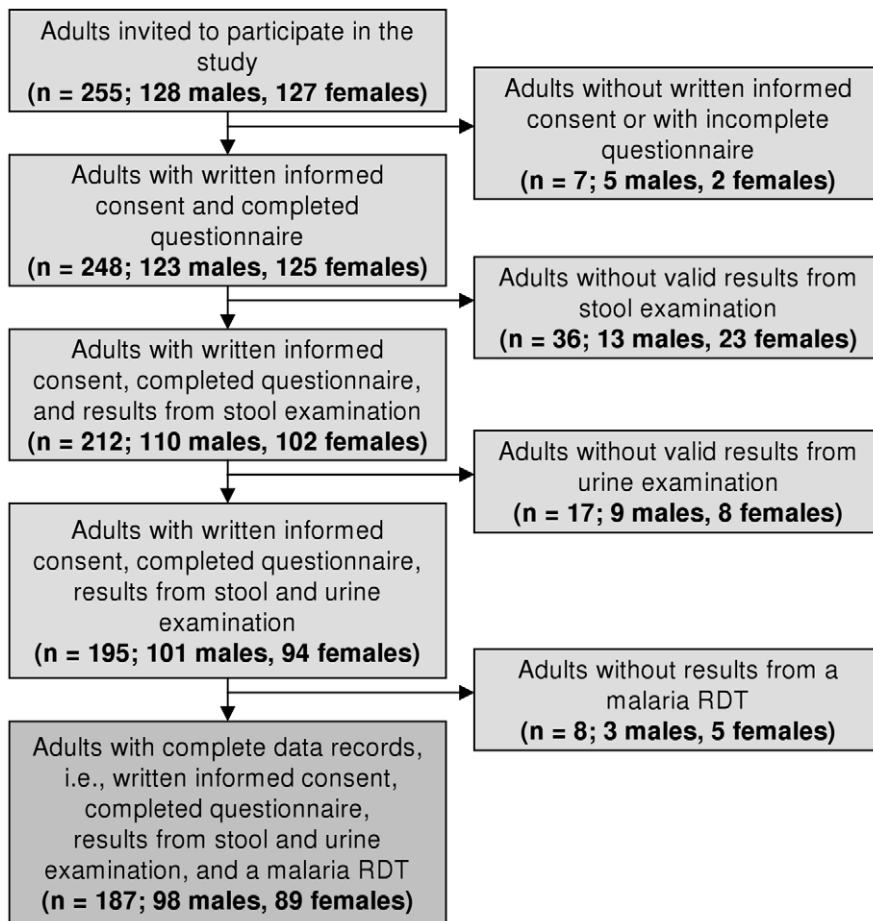 Adults invited to participate in the
study
(n = 255; 128 males, 127 females)
Adults without written informed
consent or with incomplete
questionnaire
(n = 7; 5 males, 2 females)
Adults with written informed
consent and completed
questionnaire
(n = 248; 123 males, 125 females)
Adults without valid results from
stool examination
(n = 36; 13 males, 23 females)
Adults with written informed
consent, completed questionnaire,
and results from stool examination
(n = 212; 110 males, 102 females)
Adults without valid results from
urine examination
(n = 17; 9 males, 8 females)
Adults with written informed
consent, completed questionnaire,
results from stool and urine
examination
(n = 195; 101 males, 94 females)
Adults without results from a
malaria RDT
(n = 8; 3 males, 5 females)
Adults with complete data records,
i.e., written informed consent,
completed questionnaire,
results from stool and urine
examination, and a malaria RDT
(n = 187; 98 males, 89 females)